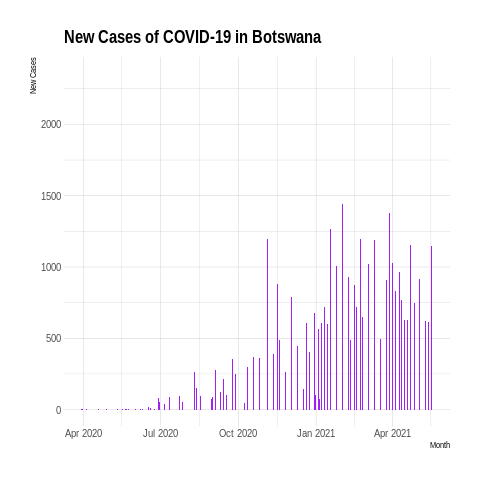 New Cases of COVID-19 in Botswana
New Cases
2000
1500
1000
500
0
Apr 2020 Jul 2020 Oct 2020 Jan 2021 Apr 2021
Month